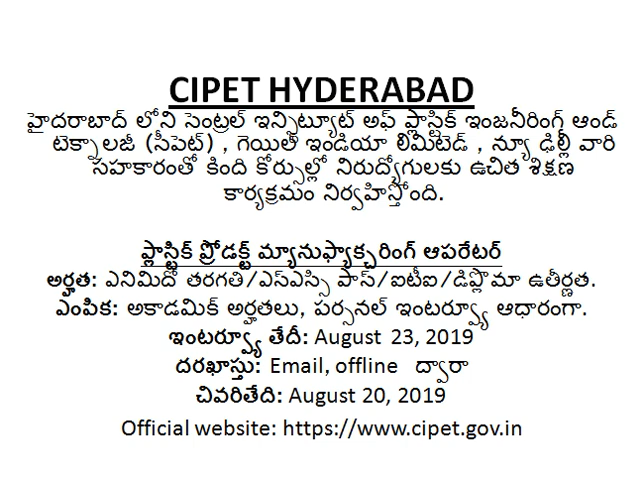 CIPET HYDERABAD
హైదరాబాద్ లోని సెంట్రల్ ఇన్స్టిట్యూట్ అఫ్ ప్లాస్టిక్ ఇంజనీరింగ్ ఆండ్
టెక్నాలజీ (సీపెట్) , గెయిల్ ఇండియా లిమిటెడ్ , న్యూ ఢిల్లీ వారి
సహకారంతో కింది కోర్సుల్లో నిరుద్యోగులకు ఉచిత శిక్షణ
కార్యక్రమం నిర్వహిస్తోంది.
ప్లాస్టిక్ ప్రోడక్ట్ మ్యానుఫ్యాక్చరింగ్ ఆపరేటర్
అర్హత: ఎనిమిదో తరగతి/ఎస్ఎస్సి పాస్/ఐటీఐ/డిప్లొమా ఉతీర్ణత.
ఎంపిక: అకాడమిక్ అర్హతలు, పర్సనల్ ఇంటర్వ్యూ ఆధారంగా.
ఇంటర్వ్యూ తేదీ: August 23, 2019
దరఖాస్తు: Email, offline ద్వారా
చివరితేది: August 20, 2019
Official website: https://www.cipet.gov.in